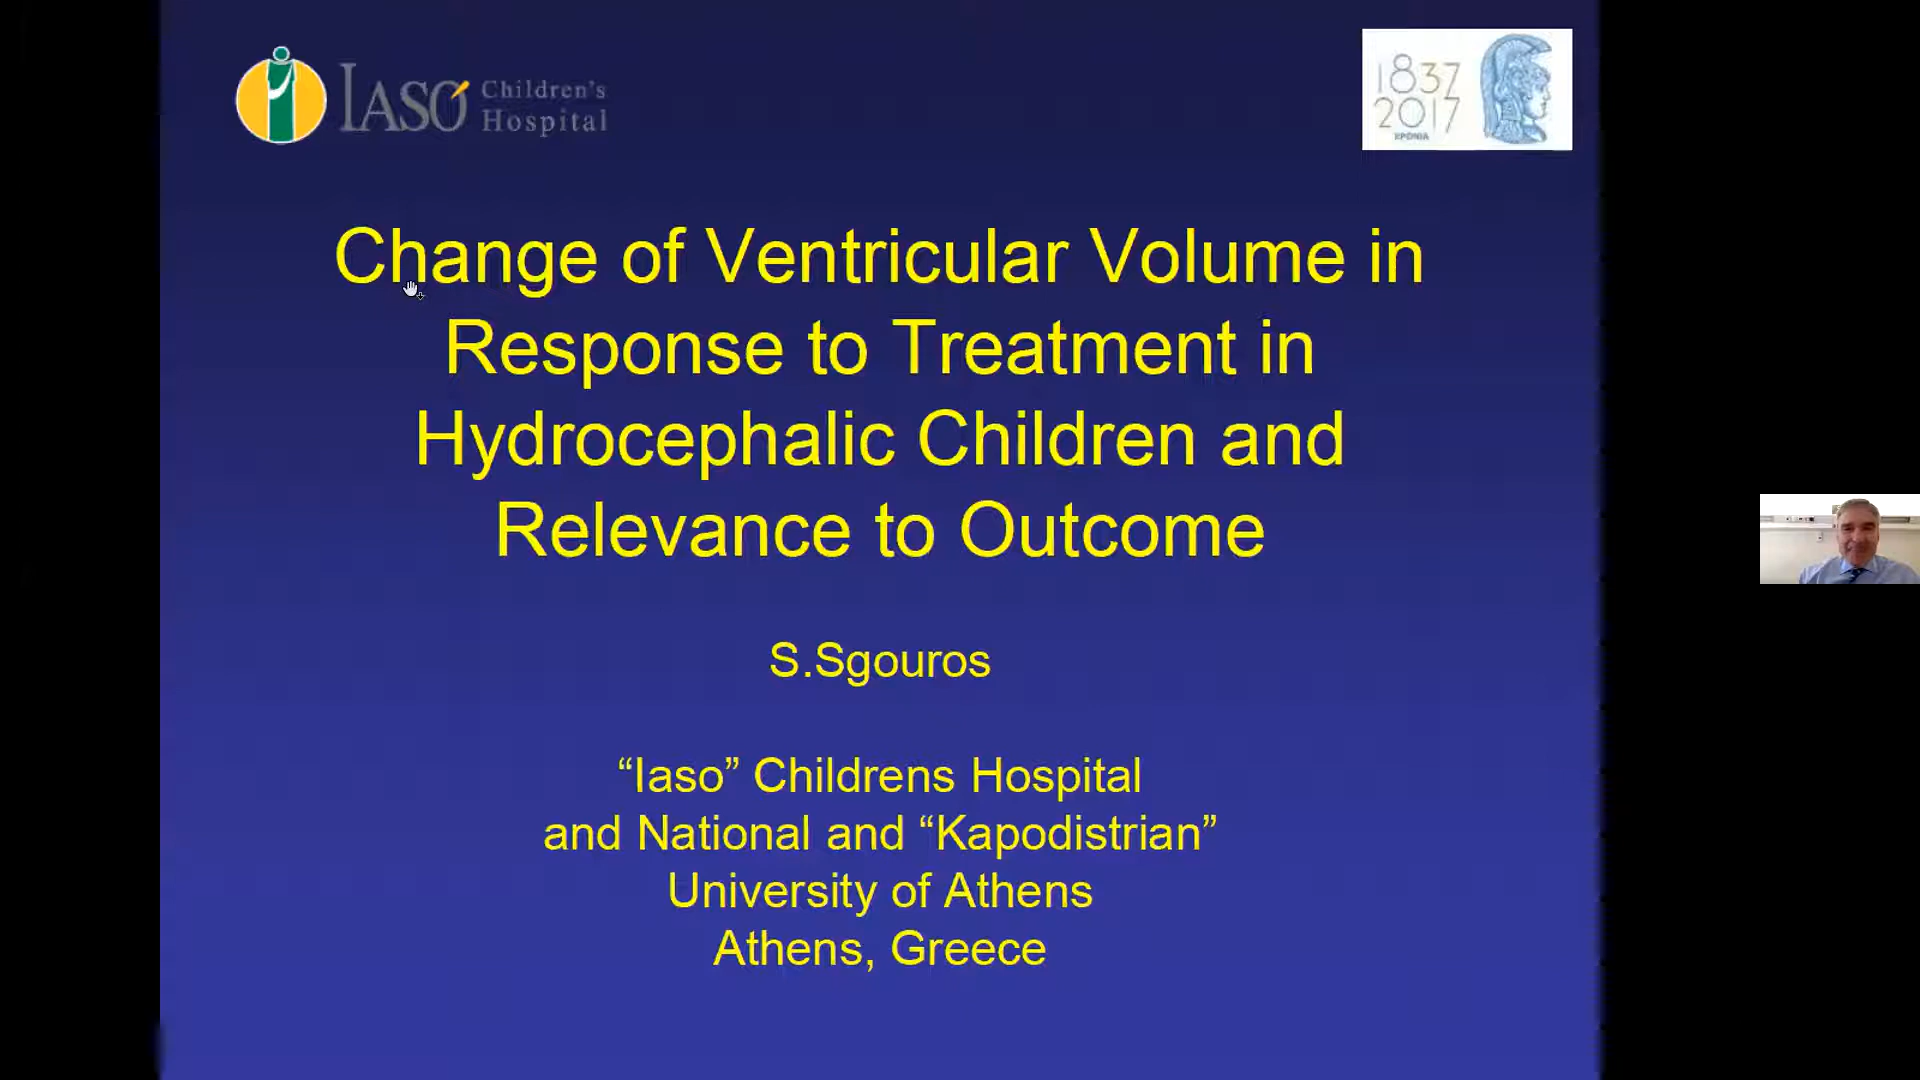 IASO Children's
Hospital
1837
2017
ΧΡΟΝΙΑ
Change of Ventricular Volume in
Response to Treatment in
Hydrocephalic Children and
Relevance to Outcome
S.Sgouros
“Iaso” Childrens Hospital
and National and “Kapodistrian”
University of Athens
Athens, Greece